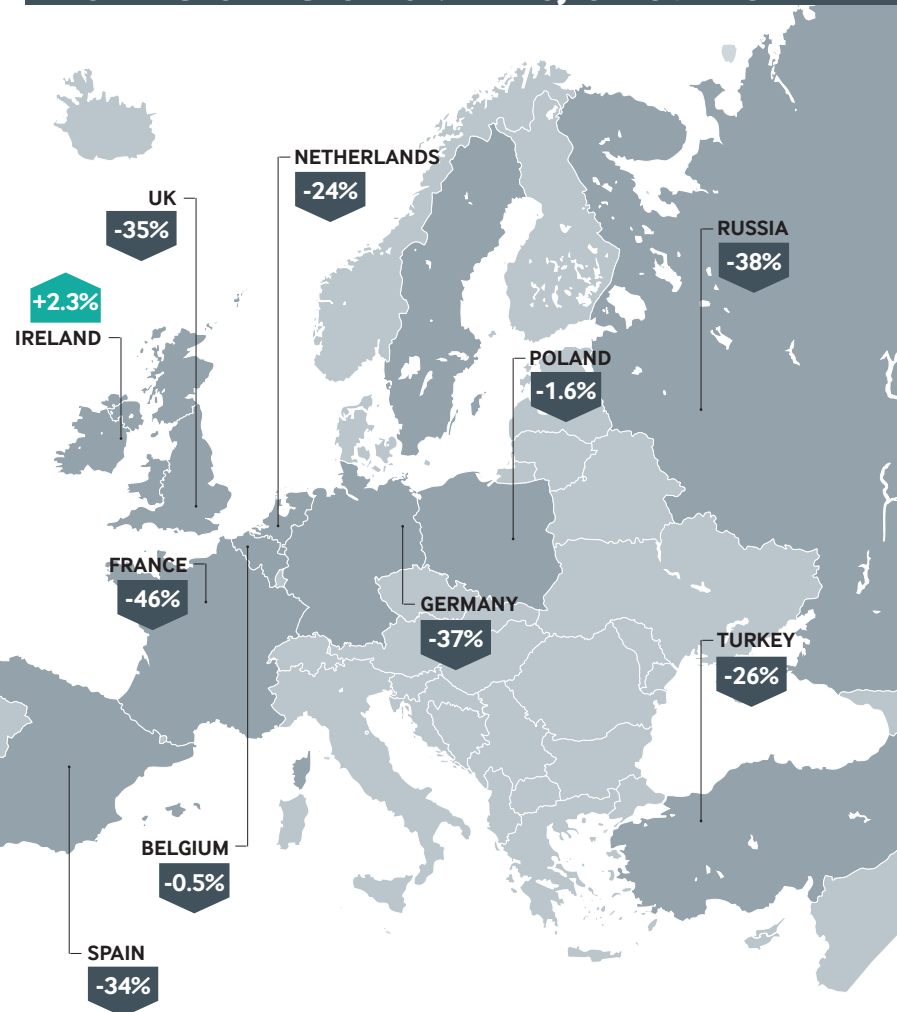 NETHERLANDS
-24%
UK
-35%
RUSSIA
-38%
+2.3%
IRELAND
POLAND
-1.6%
FRANCE
-46%
GERMANY
-37%
TURKEY
-26%
BELGIUM
-0.5%
SPAIN
-34%